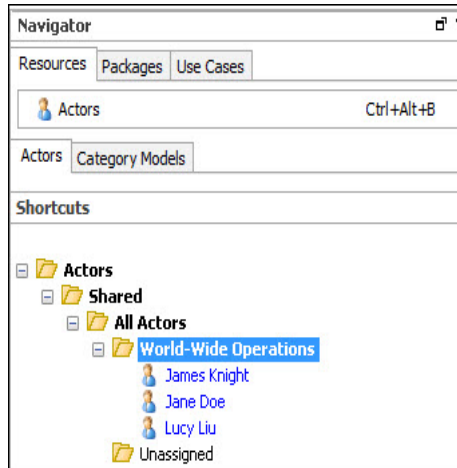 Navigator
Resources Packages Use Cases
Actors Ctrl+Alt+B
Actors Category Models
Shortcuts
Actors
Shared
All Actors
World-Wide Operations
James Knight
Jane Doe
Lucy Liu
Unassigned